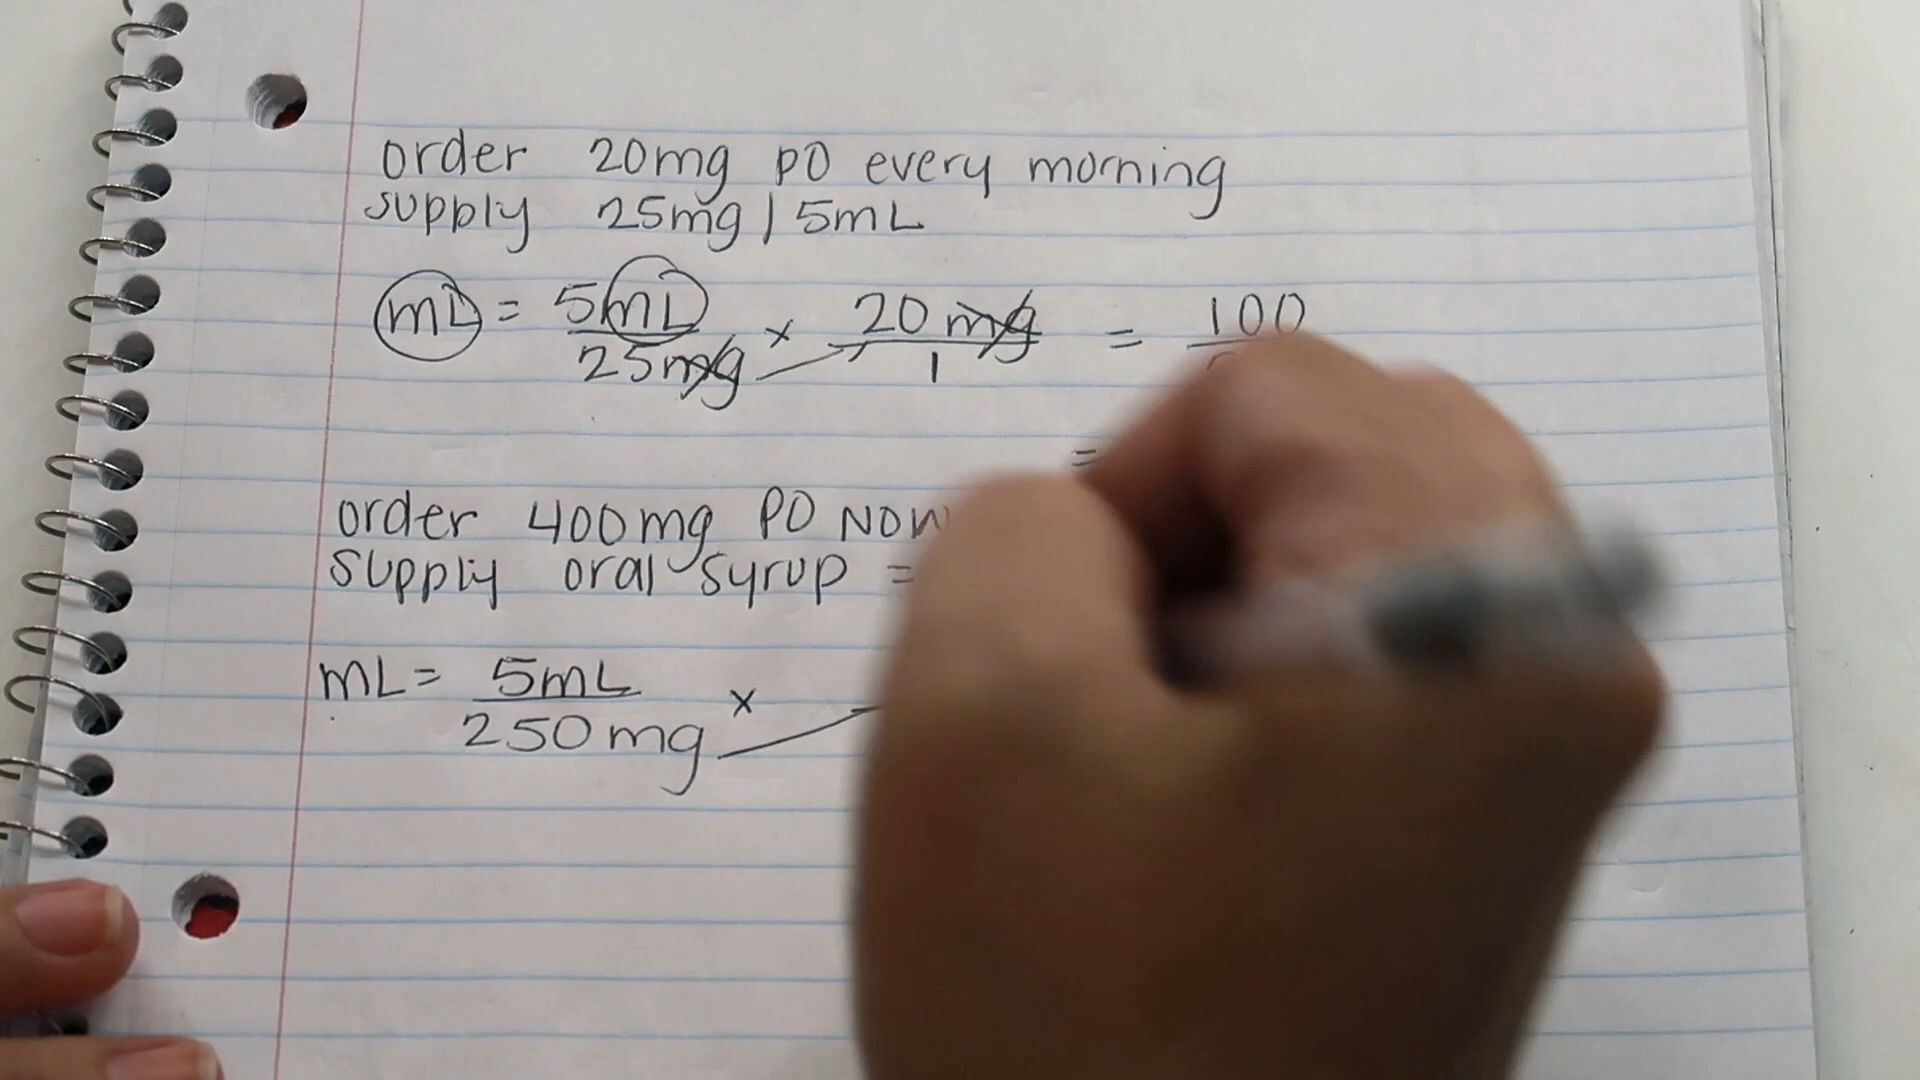 order 20mg PO every morning
supply 25mg/5mL
mL = 5mL/25mg × 20mg/1 = 100
=
order 400mg PO NOW
supply oral syrup =
mL = 5mL/250mg ×